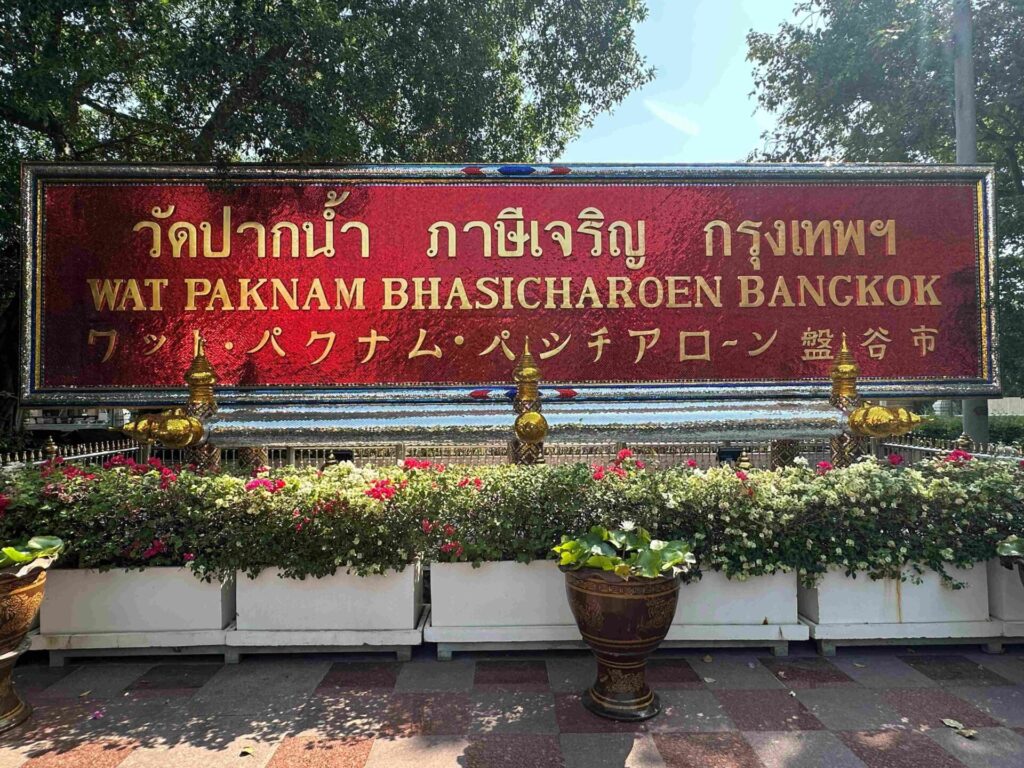 วัดปากน้ำ ภาษีเจริญ กรุงเทพฯ
WAT PAKNAM BHASICHAROEN BANGKOK
ワット・パクナム・ペシチアローン 盤谷市